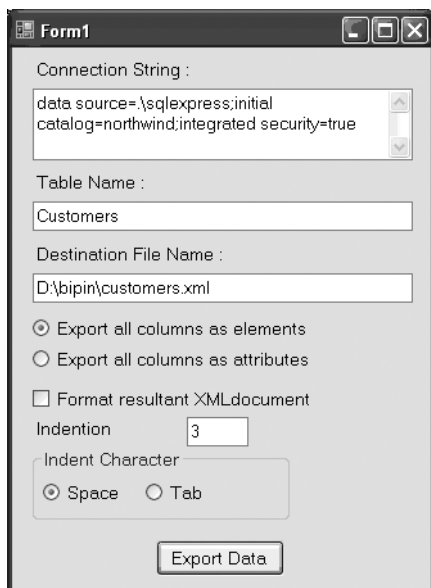 Form1
Connection String :
data source=.\sqlexpress;initial
catalog=northwind;integrated security=true
Table Name :
Customers
Destination File Name :
D:\bipin\customers.xml
Export all columns as elements
Export all columns as attributes
Format resultant XMLdocument
Indention 3
Indent Character
Space Tab
Export Data